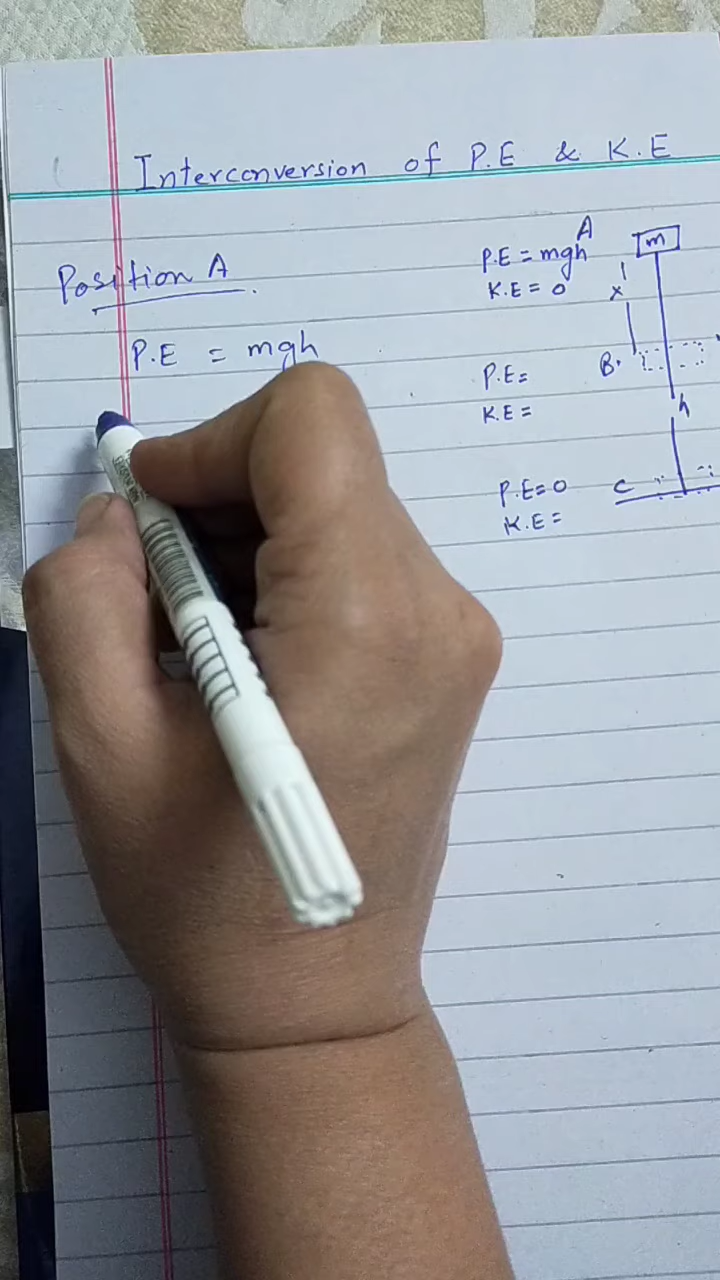 Interconversion of P.E & K.E
Position A
P.E = mgh
A
m
P.E = mgh
K.E = 0
x
B.
P.E =
K.E =
h
P.E = 0
C
K.E =